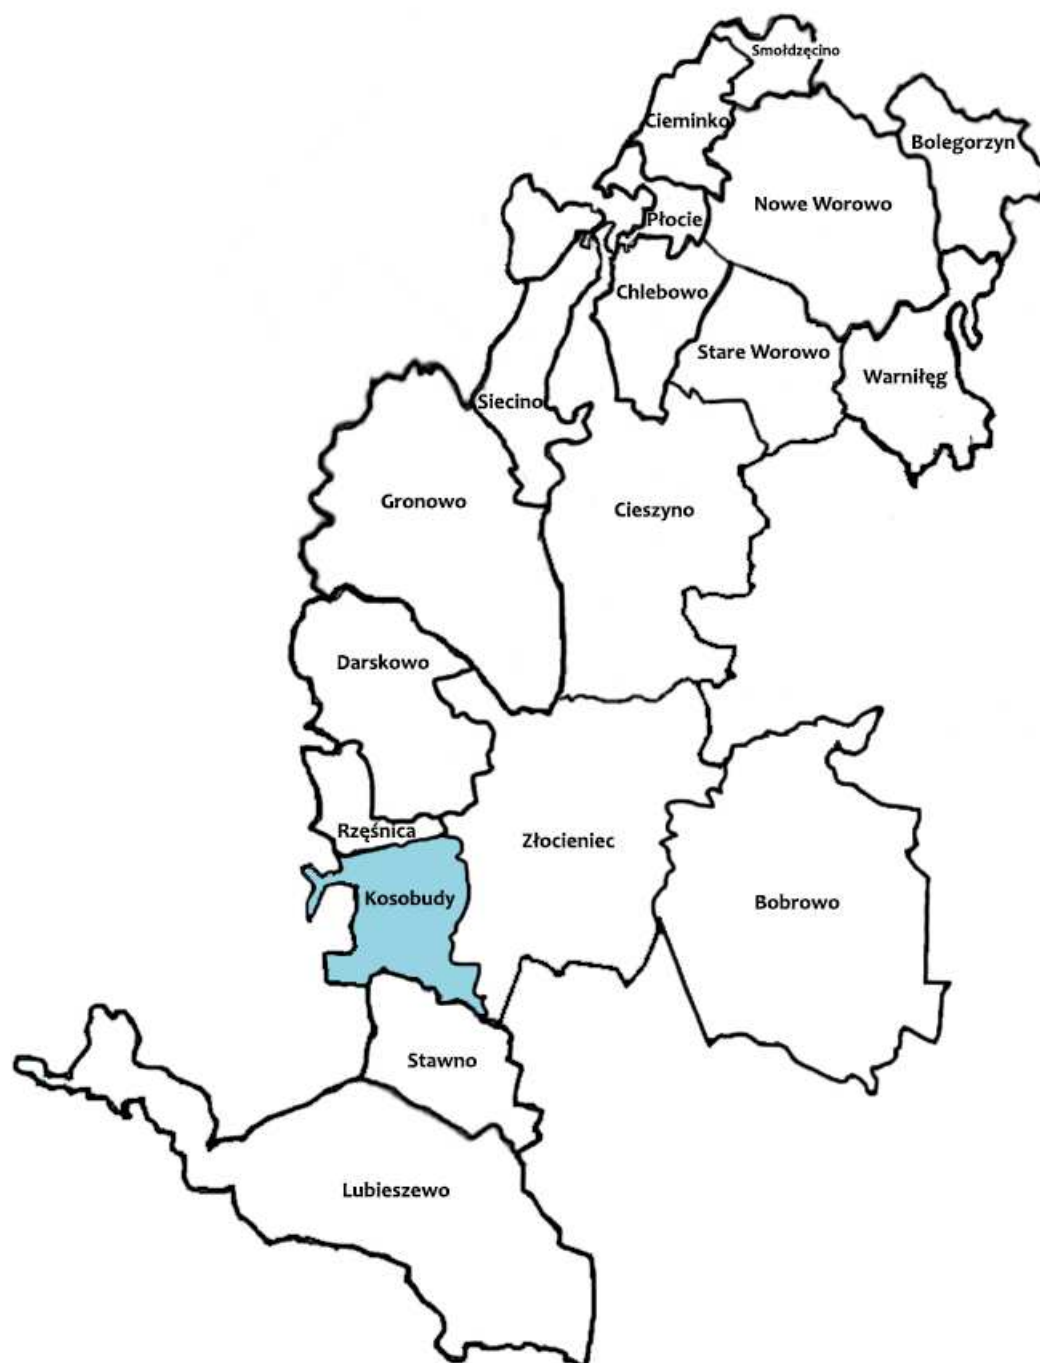 Smołdzęcino
Cieminko
Bolegorzyn
Nowe Worowo
Płocie
Chlebowo
Stare Worowo
Warniłęg
Siecino
Gronowo
Cieszyno
Darskowo
Rzęśnica
Złocieniec
Kosobudy
Bobrowo
Stawno
Lubieszewo